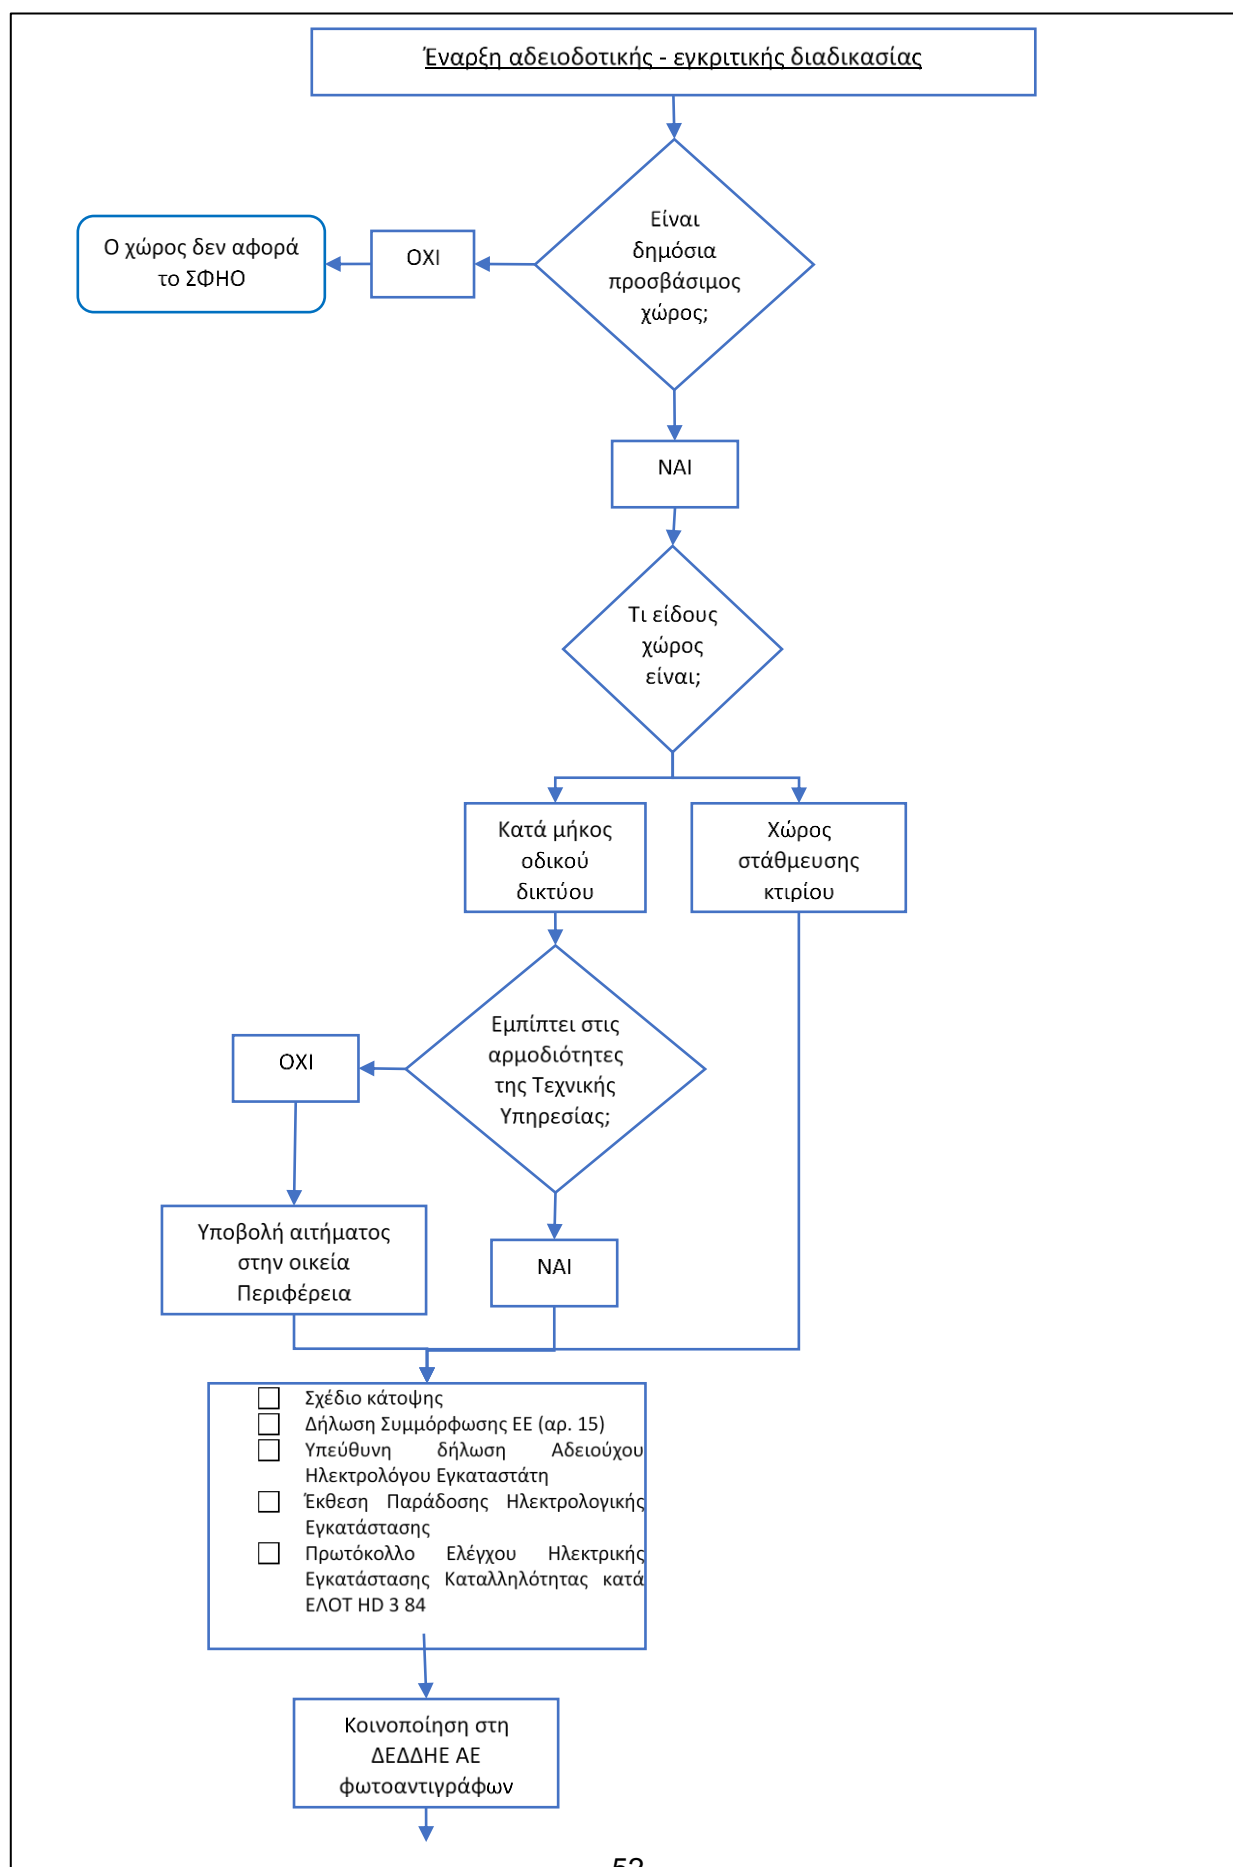 Έναρξη αδειοδοτικής - εγκριτικής διαδικασίας
Είναι
δημόσια
προσβάσιμος
χώρος;
ΟΧΙ
Ο χώρος δεν αφορά
το ΣΦΗΟ
ΝΑΙ
Τι είδους
χώρος
είναι;
Κατά μήκος
οδικού
δικτύου
Χώρος
στάθμευσης
κτιρίου
Εμπίπτει στις
αρμοδιότητες
της Τεχνικής
Υπηρεσίας;
ΟΧΙ
Υποβολή αιτήματος
στην οικεία
Περιφέρεια
ΝΑΙ
Σχέδιο κάτοψης
Δήλωση Συμμόρφωσης ΕΕ (αρ. 15)
Υπεύθυνη δήλωση Αδειούχου
Ηλεκτρολόγου Εγκαταστάτη
Έκθεση Παράδοσης Ηλεκτρολογικής
Εγκατάστασης
Πρωτόκολλο Ελέγχου Ηλεκτρικής
Εγκατάστασης Καταλληλότητας κατά
ΕΛΟΤ HD 3 84
Κοινοποίηση στη
ΔΕΔΔΗΕ ΑΕ
φωτοαντιγράφων